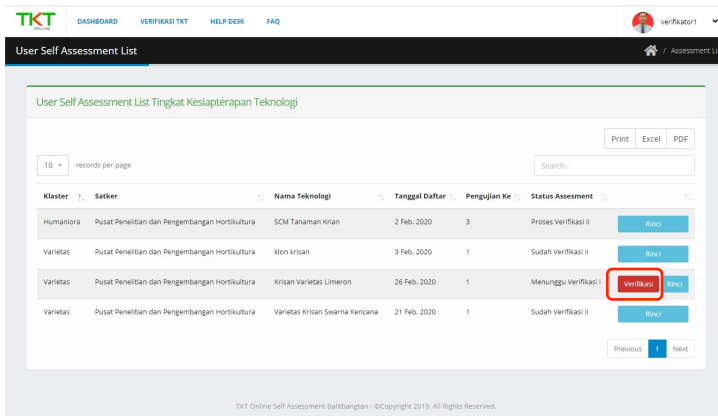 TKT
ONLINE
DASHBOARD VERIFIKASI TKT HELP DESK FAQ verifikator1
User Self Assessment List / Assessment Li
User Self Assessment List Tingkat Kesiapterapan Teknologi
Print Excel PDF
10 records per page Search...
Klaster Satker Nama Teknologi Tanggal Daftar Pengujian Ke Status Assesment
Humaniora Pusat Penelitian dan Pengembangan Hortikultura SCM Tanaman Krian 2 Feb. 2020 3 Proses Verifikasi II Rinci
Varietas Pusat Penelitian dan Pengembangan Hortikultura klon krisan 3 Feb. 2020 1 Sudah Verifikasi II Rinci
Varietas Pusat Penelitian dan Pengembangan Hortikultura Krisan Varietas Limeron 26 Feb. 2020 1 Menunggu Verifikasi I Verifikasi Rinci
Varietas Pusat Penelitian dan Pengembangan Hortikultura Varietas Krisan Swarna Kencana 21 Feb. 2020 1 Sudah Verifikasi II Rinci
Previous 1 Next
TKT Online Self Assessment Balitbangtan - ©Copyright 2019. All Rights Reserved.